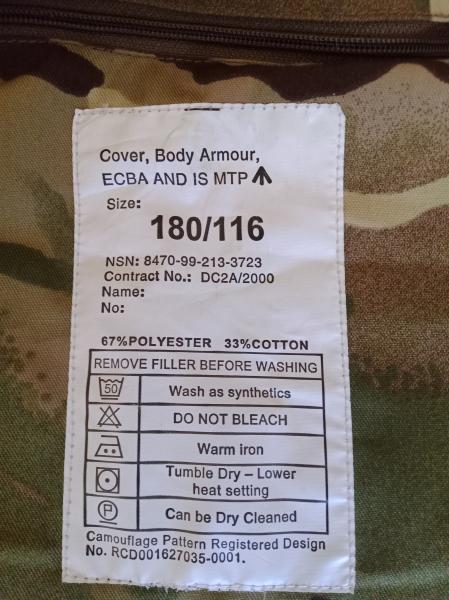 Cover, Body Armour,
ECBA AND IS MTP
Size:
180/116
NSN: 8470-99-213-3723
Contract No.: DC2A/2000
Name:
No:
67%POLYESTER 33%COTTON
REMOVE FILLER BEFORE WASHING
50 Wash as synthetics
DO NOT BLEACH
Warm iron
Tumble Dry – Lower
heat setting
P Can be Dry Cleaned
Camouflage Pattern Registered Design
No. RCD001627035-0001.